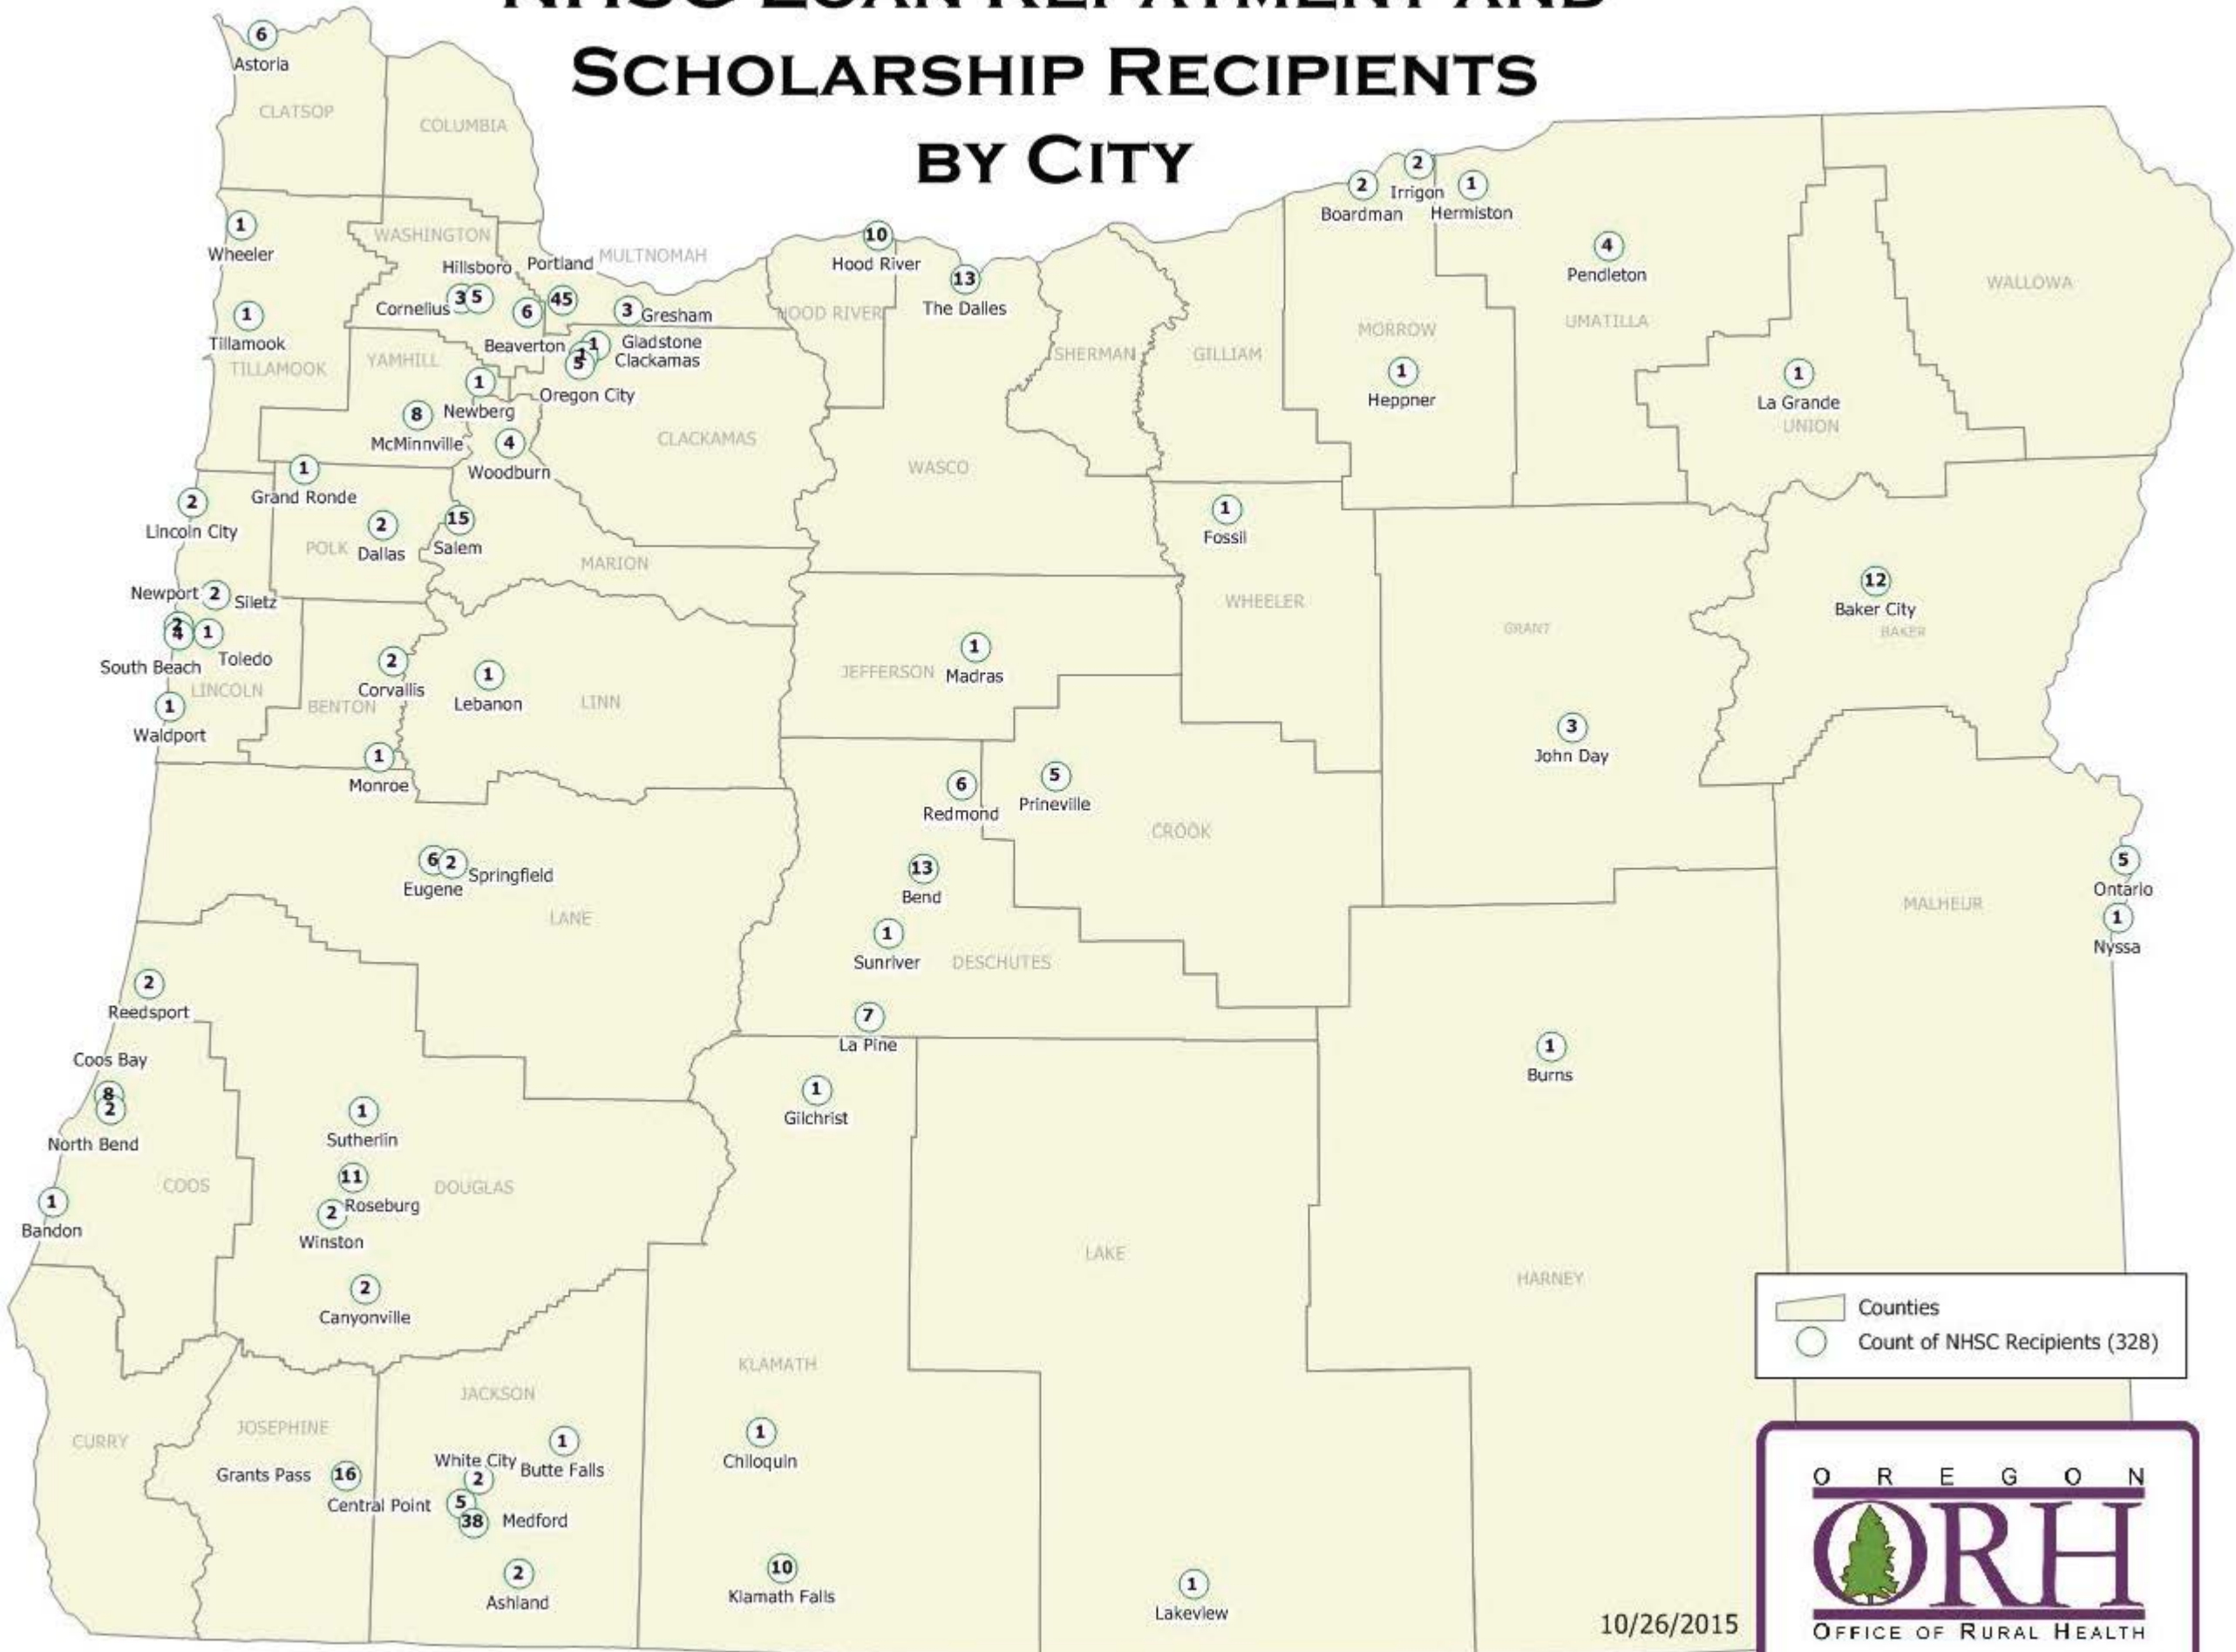 NHSC LOAN REPAYMENT AND
SCHOLARSHIP RECIPIENTS
BY CITY
6
Astoria
CLATSOP
COLUMBIA
1
Wheeler
WASHINGTON
Hillsboro
Portland
MULTNOMAH
Cornelius
3
5
6
45
3
Gresham
Beaverton
1
Gladstone
1
Clackamas
5
Oregon City
1
Tillamook
TILLAMOOK
YAMHILL
1
Newberg
8
McMinnville
4
Woodburn
CLACKAMAS
10
Hood River
HOOD RIVER
13
The Dalles
SHERMAN
GILLIAM
WASCO
2
Boardman
2
Irrigon
1
Hermiston
4
Pendleton
UMATILLA
MORROW
1
Heppner
WALLOWA
1
La Grande
UNION
1
Grand Ronde
2
Lincoln City
2
Dallas
POLK
15
Salem
MARION
1
Fossil
WHEELER
12
Baker City
BAKER
GRANT
3
John Day
Newport
2
Siletz
2
4
1
South Beach
Toledo
LINCOLN
1
Waldport
2
Corvallis
BENTON
1
Monroe
1
Lebanon
LINN
JEFFERSON
1
Madras
6
Redmond
5
Prineville
CROOK
6
2
Eugene
Springfield
LANE
13
Bend
1
Sunriver
DESCHUTES
7
La Pine
5
Ontario
MALHEUR
1
Nyssa
2
Reedsport
Coos Bay
8
2
North Bend
COOS
1
Bandon
1
Sutherlin
11
Roseburg
DOUGLAS
2
Winston
2
Canyonville
1
Gilchrist
1
Burns
LAKE
HARNEY
KLAMATH
CURRY
JOSEPHINE
Grants Pass
16
JACKSON
1
Butte Falls
White City
2
Central Point
5
38
Medford
2
Ashland
1
Chiloquin
10
Klamath Falls
1
Lakeview
Counties
Count of NHSC Recipients (328)
10/26/2015
OREGON
ORH
OFFICE OF RURAL HEALTH